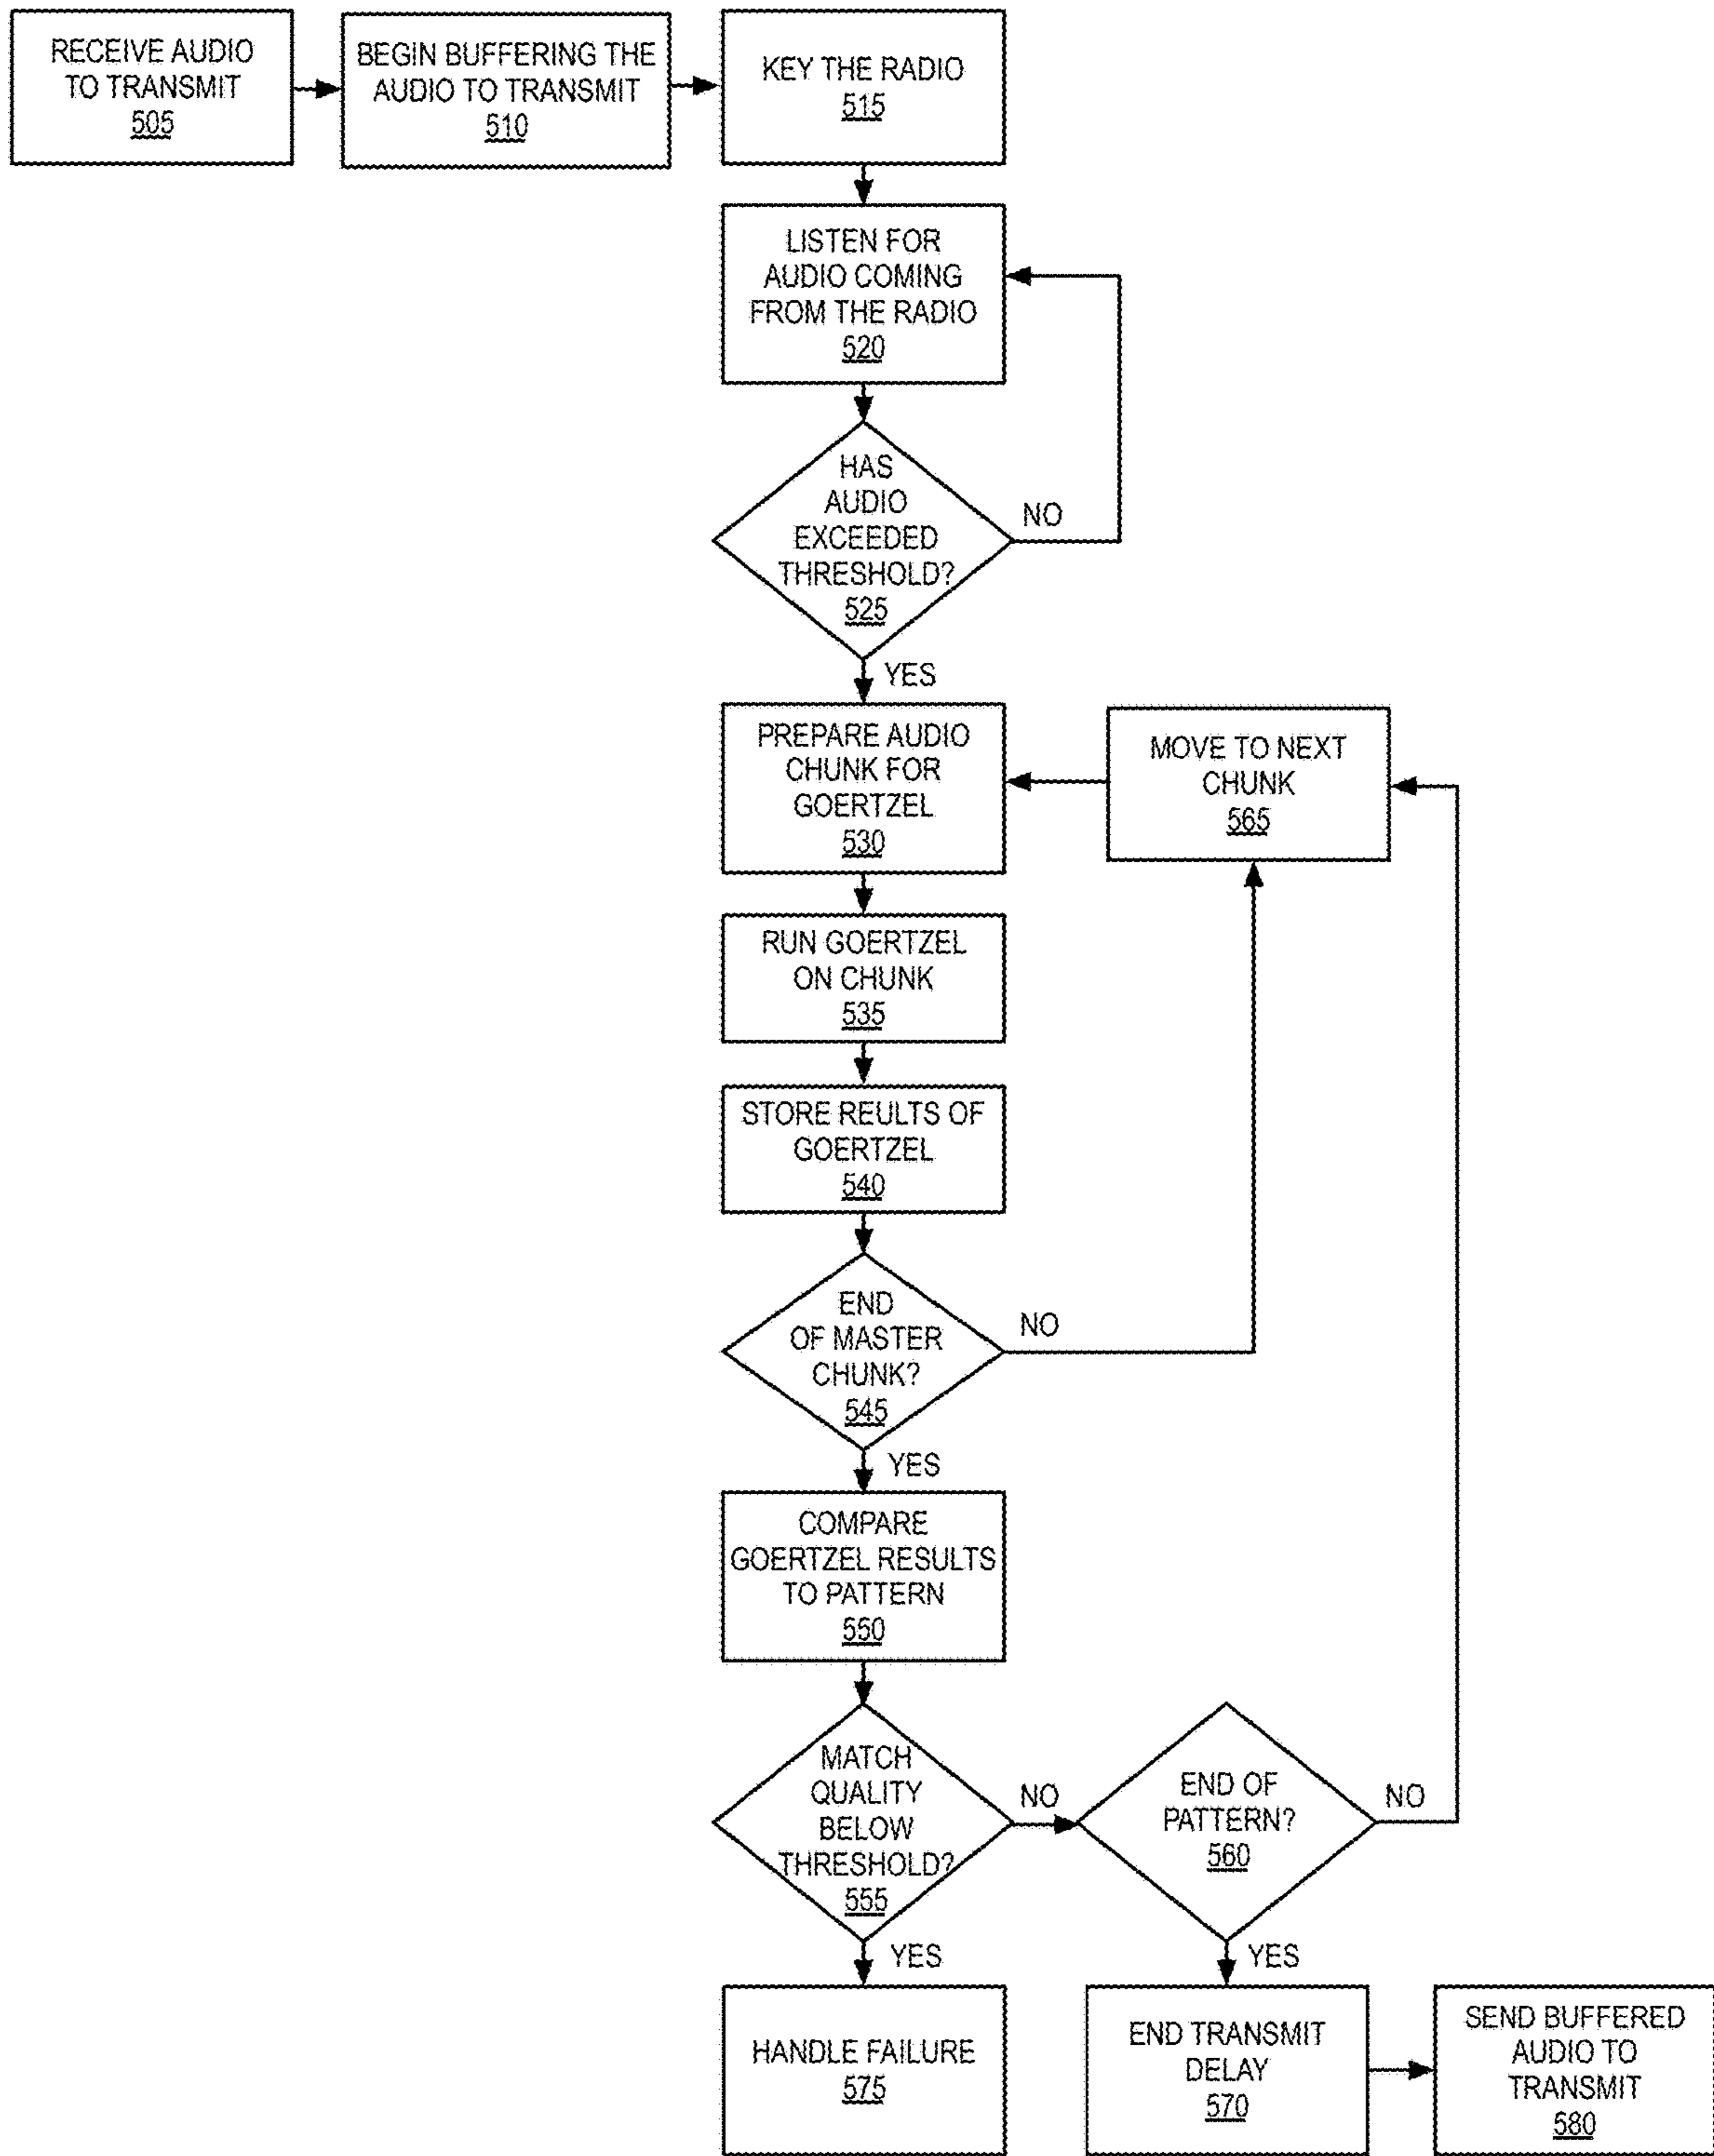 RECEIVE AUDIO
TO TRANSMIT
505
BEGIN BUFFERING THE
AUDIO TO TRANSMIT
510
KEY THE RADIO
515
LISTEN FOR
AUDIO COMING
FROM THE RADIO
520
HAS
AUDIO
EXCEEDED
THRESHOLD?
525
NO
YES
PREPARE AUDIO
CHUNK FOR
GOERTZEL
530
MOVE TO NEXT
CHUNK
565
RUN GOERTZEL
ON CHUNK
535
STORE REULTS OF
GOERTZEL
540
END
OF MASTER
CHUNK?
545
NO
YES
COMPARE
GOERTZEL RESULTS
TO PATTERN
550
MATCH
QUALITY
BELOW
THRESHOLD?
555
NO
END OF
PATTERN?
560
NO
YES
YES
HANDLE FAILURE
575
END TRANSMIT
DELAY
570
SEND BUFFERED
AUDIO TO
TRANSMIT
580